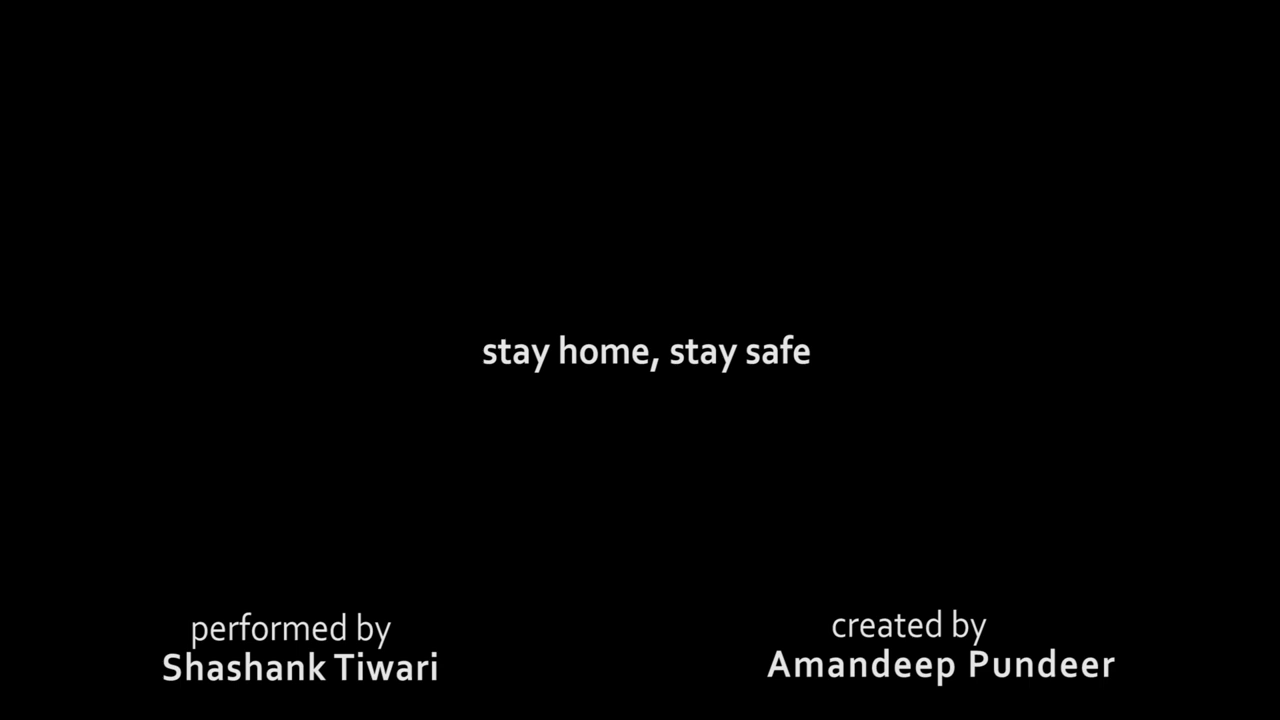 stay home, stay safe
performed by
Shashank Tiwari
created by
Amandeep Pundeer